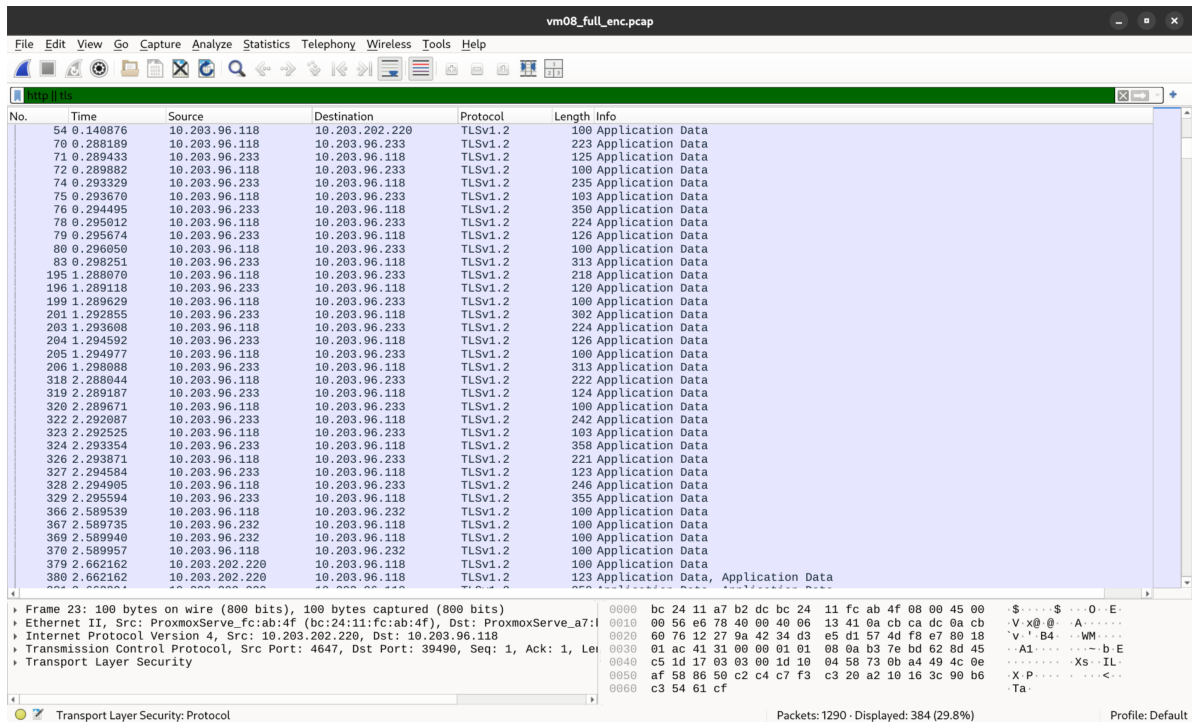 vm08_full_enc.pcap
File Edit View Go Capture Analyze Statistics Telephony Wireless Tools Help
http || tls
No. Time Source Destination Protocol Length Info
54 0.140876 10.203.96.118 10.203.202.220 TLSv1.2 100 Application Data
70 0.288189 10.203.96.118 10.203.96.233 TLSv1.2 223 Application Data
71 0.289433 10.203.96.233 10.203.96.118 TLSv1.2 125 Application Data
72 0.289882 10.203.96.118 10.203.96.233 TLSv1.2 100 Application Data
74 0.293329 10.203.96.233 10.203.96.118 TLSv1.2 235 Application Data
75 0.293670 10.203.96.118 10.203.96.233 TLSv1.2 103 Application Data
76 0.294495 10.203.96.233 10.203.96.118 TLSv1.2 350 Application Data
78 0.295012 10.203.96.118 10.203.96.233 TLSv1.2 224 Application Data
79 0.295674 10.203.96.233 10.203.96.118 TLSv1.2 126 Application Data
80 0.296050 10.203.96.118 10.203.96.233 TLSv1.2 100 Application Data
83 0.298251 10.203.96.233 10.203.96.118 TLSv1.2 313 Application Data
195 1.288070 10.203.96.118 10.203.96.233 TLSv1.2 218 Application Data
196 1.289118 10.203.96.233 10.203.96.118 TLSv1.2 120 Application Data
199 1.289629 10.203.96.118 10.203.96.233 TLSv1.2 100 Application Data
201 1.292855 10.203.96.233 10.203.96.118 TLSv1.2 302 Application Data
203 1.293608 10.203.96.118 10.203.96.233 TLSv1.2 224 Application Data
204 1.294592 10.203.96.233 10.203.96.118 TLSv1.2 126 Application Data
205 1.294977 10.203.96.118 10.203.96.233 TLSv1.2 100 Application Data
206 1.298088 10.203.96.233 10.203.96.118 TLSv1.2 313 Application Data
318 2.288044 10.203.96.118 10.203.96.233 TLSv1.2 222 Application Data
319 2.289187 10.203.96.233 10.203.96.118 TLSv1.2 124 Application Data
320 2.289671 10.203.96.118 10.203.96.233 TLSv1.2 100 Application Data
322 2.292087 10.203.96.233 10.203.96.118 TLSv1.2 242 Application Data
323 2.292525 10.203.96.118 10.203.96.233 TLSv1.2 103 Application Data
324 2.293354 10.203.96.233 10.203.96.118 TLSv1.2 358 Application Data
326 2.293871 10.203.96.118 10.203.96.233 TLSv1.2 221 Application Data
327 2.294584 10.203.96.233 10.203.96.118 TLSv1.2 123 Application Data
328 2.294905 10.203.96.118 10.203.96.233 TLSv1.2 246 Application Data
329 2.295594 10.203.96.233 10.203.96.118 TLSv1.2 355 Application Data
366 2.589539 10.203.96.118 10.203.96.232 TLSv1.2 100 Application Data
367 2.589735 10.203.96.232 10.203.96.118 TLSv1.2 100 Application Data
369 2.589940 10.203.96.232 10.203.96.118 TLSv1.2 100 Application Data
370 2.589957 10.203.96.118 10.203.96.232 TLSv1.2 100 Application Data
379 2.662162 10.203.202.220 10.203.96.118 TLSv1.2 100 Application Data
380 2.662162 10.203.202.220 10.203.96.118 TLSv1.2 123 Application Data, Application Data
Frame 23: 100 bytes on wire (800 bits), 100 bytes captured (800 bits)
Ethernet II, Src: ProxmoxServe_fc:ab:4f (bc:24:11:fc:ab:4f), Dst: ProxmoxServe_a7:
Internet Protocol Version 4, Src: 10.203.202.220, Dst: 10.203.96.118
Transmission Control Protocol, Src Port: 4647, Dst Port: 39490, Seq: 1, Ack: 1, Le
Transport Layer Security
0000 bc 24 11 a7 b2 dc bc 24 11 fc ab 4f 08 00 45 00 ·$·····$ ···O··E·
0010 00 56 e6 78 40 00 40 06 13 41 0a cb ca dc 0a cb ·V·x@·@· ·A······
0020 60 76 12 27 9a 42 34 d3 e5 d1 57 4d f8 e7 80 18 `v·'·B4· ··WM····
0030 01 ac 41 31 00 00 01 01 08 0a b3 7e bd 62 8d 45 ··A1···· ···~·b·E
0040 c5 1d 17 03 03 00 1d 10 04 58 73 0b a4 49 4c 0e ········ ·Xs··IL·
0050 af 58 86 50 c2 c4 c7 f3 c3 20 a2 10 16 3c 90 b6 ·X·P···· · ···<··
0060 c3 54 61 cf ·Ta·
Transport Layer Security: Protocol Packets: 1290 · Displayed: 384 (29.8%) Profile: Default